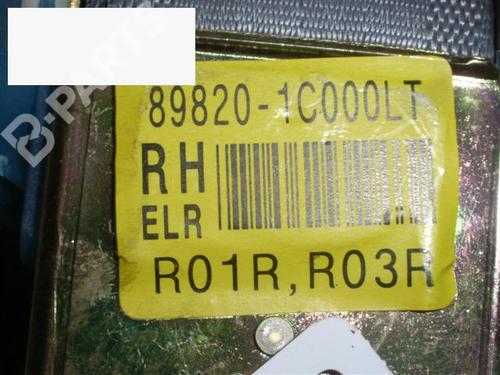 B-PARTS
89820-1C000LT
RH
ELR
R01R,R03R